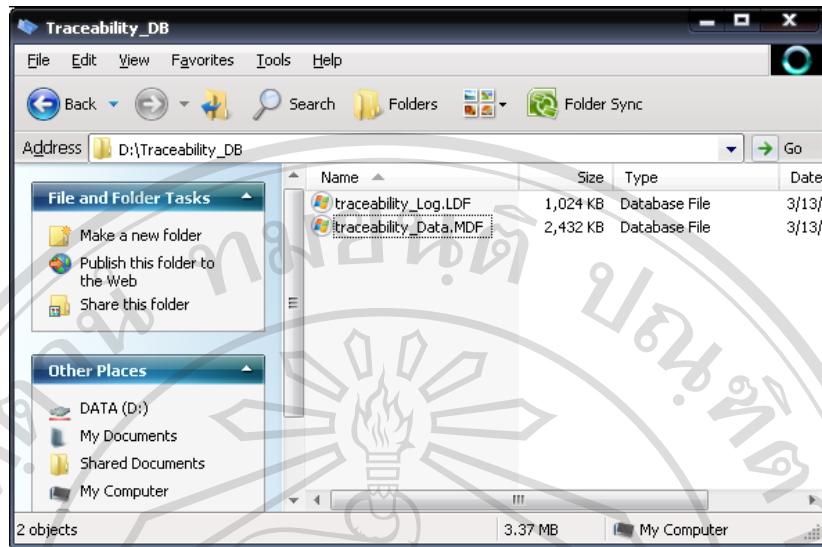 Traceability_DB
File Edit View Favorites Tools Help
Back Search Folders Folder Sync
Address D:\Traceability_DB Go
Name Size Type Date
traceability_Log.LDF 1,024 KB Database File 3/13/
traceability_Data.MDF 2,432 KB Database File 3/13/
File and Folder Tasks
Make a new folder
Publish this folder to
the Web
Share this folder
Other Places
DATA (D:)
My Documents
Shared Documents
My Computer
2 objects 3.37 MB My Computer